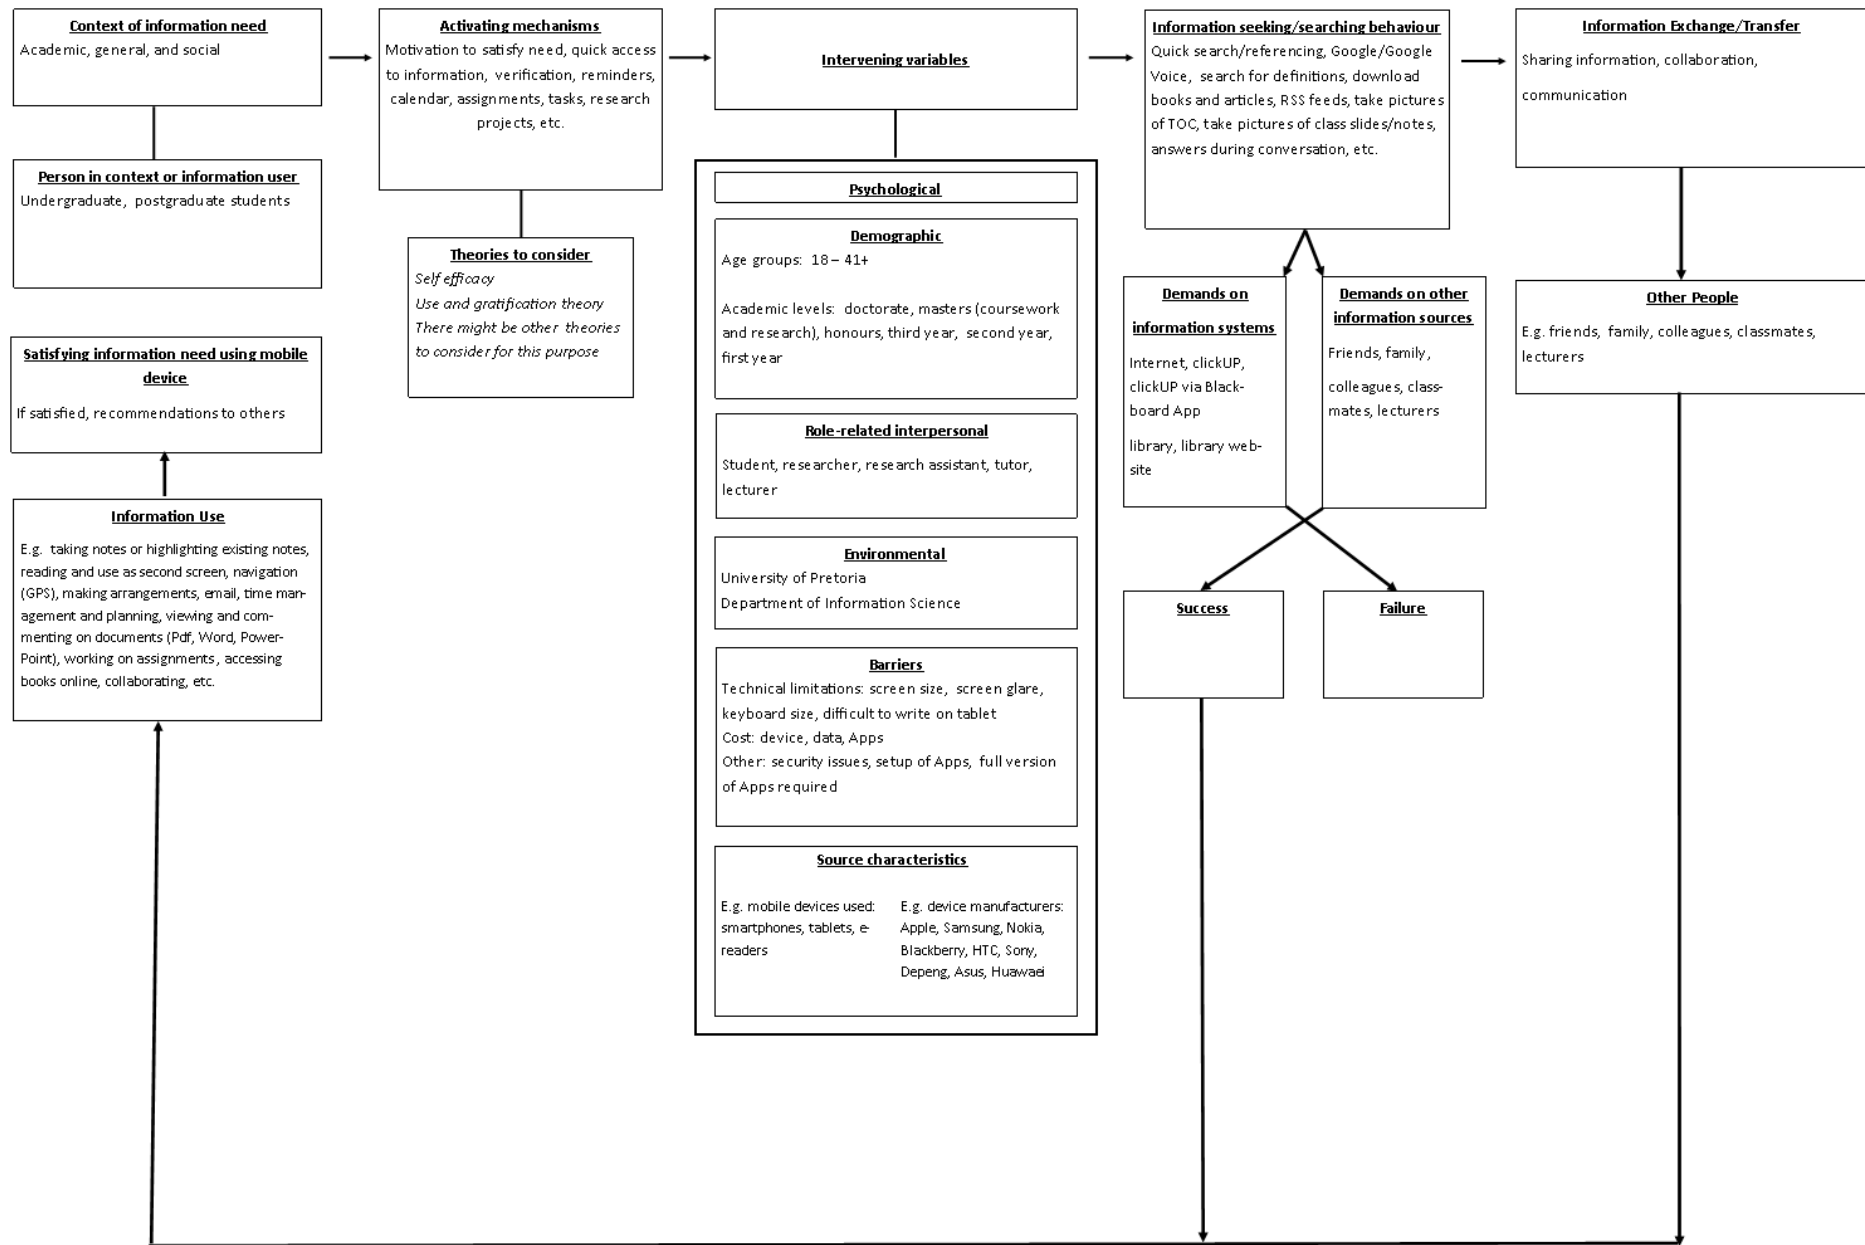 Context of information need
Academic, general, and social
Person in context or information user
Undergraduate, postgraduate students
Satisfying information need using mobile
device
If satisfied, recommendations to others
Information Use
E.g. taking notes or highlighting existing notes,
reading and use as second screen, navigation
(GPS), making arrangements, email, time man-
agement and planning, viewing and com-
menting on documents (Pdf, Word, Power-
Point), working on assignments, accessing
books online, collaborating, etc.
Activating mechanisms
Motivation to satisfy need, quick access
to information, verification, reminders,
calendar, assignments, tasks, research
projects, etc.
Theories to consider
Self efficacy
Use and gratification theory
There might be other theories
to consider for this purpose
Intervening variables
Psychological
Demographic
Age groups: 18 – 41+
Academic levels: doctorate, masters (coursework
and research), honours, third year, second year,
first year
Role-related interpersonal
Student, researcher, research assistant, tutor,
lecturer
Environmental
University of Pretoria
Department of Information Science
Barriers
Technical limitations: screen size, screen glare,
keyboard size, difficult to write on tablet
Cost: device, data, Apps
Other: security issues, setup of Apps, full version
of Apps required
Source characteristics
E.g. mobile devices used:
smartphones, tablets, e-
readers
E.g. device manufacturers:
Apple, Samsung, Nokia,
Blackberry, HTC, Sony,
Depeng, Asus, Huawaei
Information seeking/searching behaviour
Quick search/referencing, Google/Google
Voice, search for definitions, download
books and articles, RSS feeds, take pictures
of TOC, take pictures of class slides/notes,
answers during conversation, etc.
Demands on
information systems
Internet, clickUP,
clickUP via Black-
board App
library, library web-
site
Demands on other
information sources
Friends, family,
colleagues, class-
mates, lecturers
Success
Failure
Information Exchange/Transfer
Sharing information, collaboration,
communication
Other People
E.g. friends, family, colleagues, classmates,
lecturers